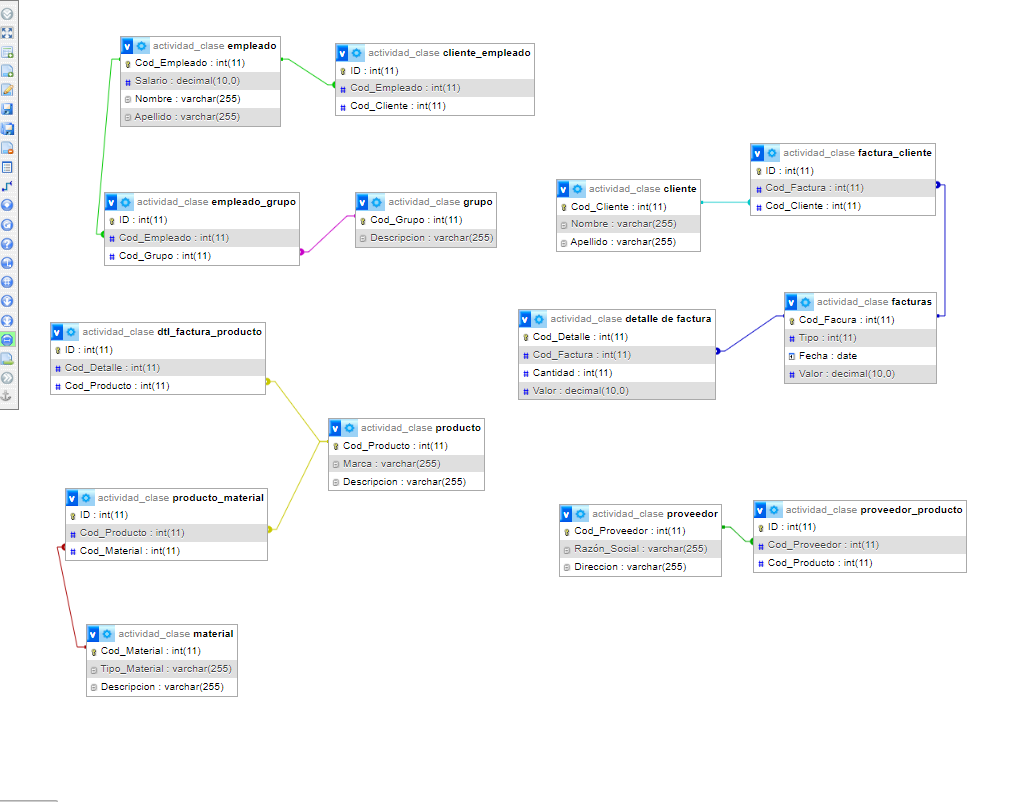 actividad_clase empleado
Cod_Empleado : int(11)
Salario : decimal(10,0)
Nombre : varchar(255)
Apellido : varchar(255)
actividad_clase cliente_empleado
ID : int(11)
Cod_Empleado : int(11)
Cod_Cliente : int(11)
actividad_clase factura_cliente
ID : int(11)
Cod_Factura : int(11)
Cod_Cliente : int(11)
actividad_clase cliente
Cod_Cliente : int(11)
Nombre : varchar(255)
Apellido : varchar(255)
actividad_clase empleado_grupo
ID : int(11)
Cod_Empleado : int(11)
Cod_Grupo : int(11)
actividad_clase grupo
Cod_Grupo : int(11)
Descripcion : varchar(255)
actividad_clase facturas
Cod_Facura : int(11)
Tipo : int(11)
Fecha : date
Valor : decimal(10,0)
actividad_clase detalle de factura
Cod_Detalle : int(11)
Cod_Factura : int(11)
Cantidad : int(11)
Valor : decimal(10,0)
actividad_clase dtl_factura_producto
ID : int(11)
Cod_Detalle : int(11)
Cod_Producto : int(11)
actividad_clase producto
Cod_Producto : int(11)
Marca : varchar(255)
Descripcion : varchar(255)
actividad_clase producto_material
ID : int(11)
Cod_Producto : int(11)
Cod_Material : int(11)
actividad_clase proveedor
Cod_Proveedor : int(11)
Razón_Social : varchar(255)
Direccion : varchar(255)
actividad_clase proveedor_producto
ID : int(11)
Cod_Proveedor : int(11)
Cod_Producto : int(11)
actividad_clase material
Cod_Material : int(11)
Tipo_Material : varchar(255)
Descripcion : varchar(255)